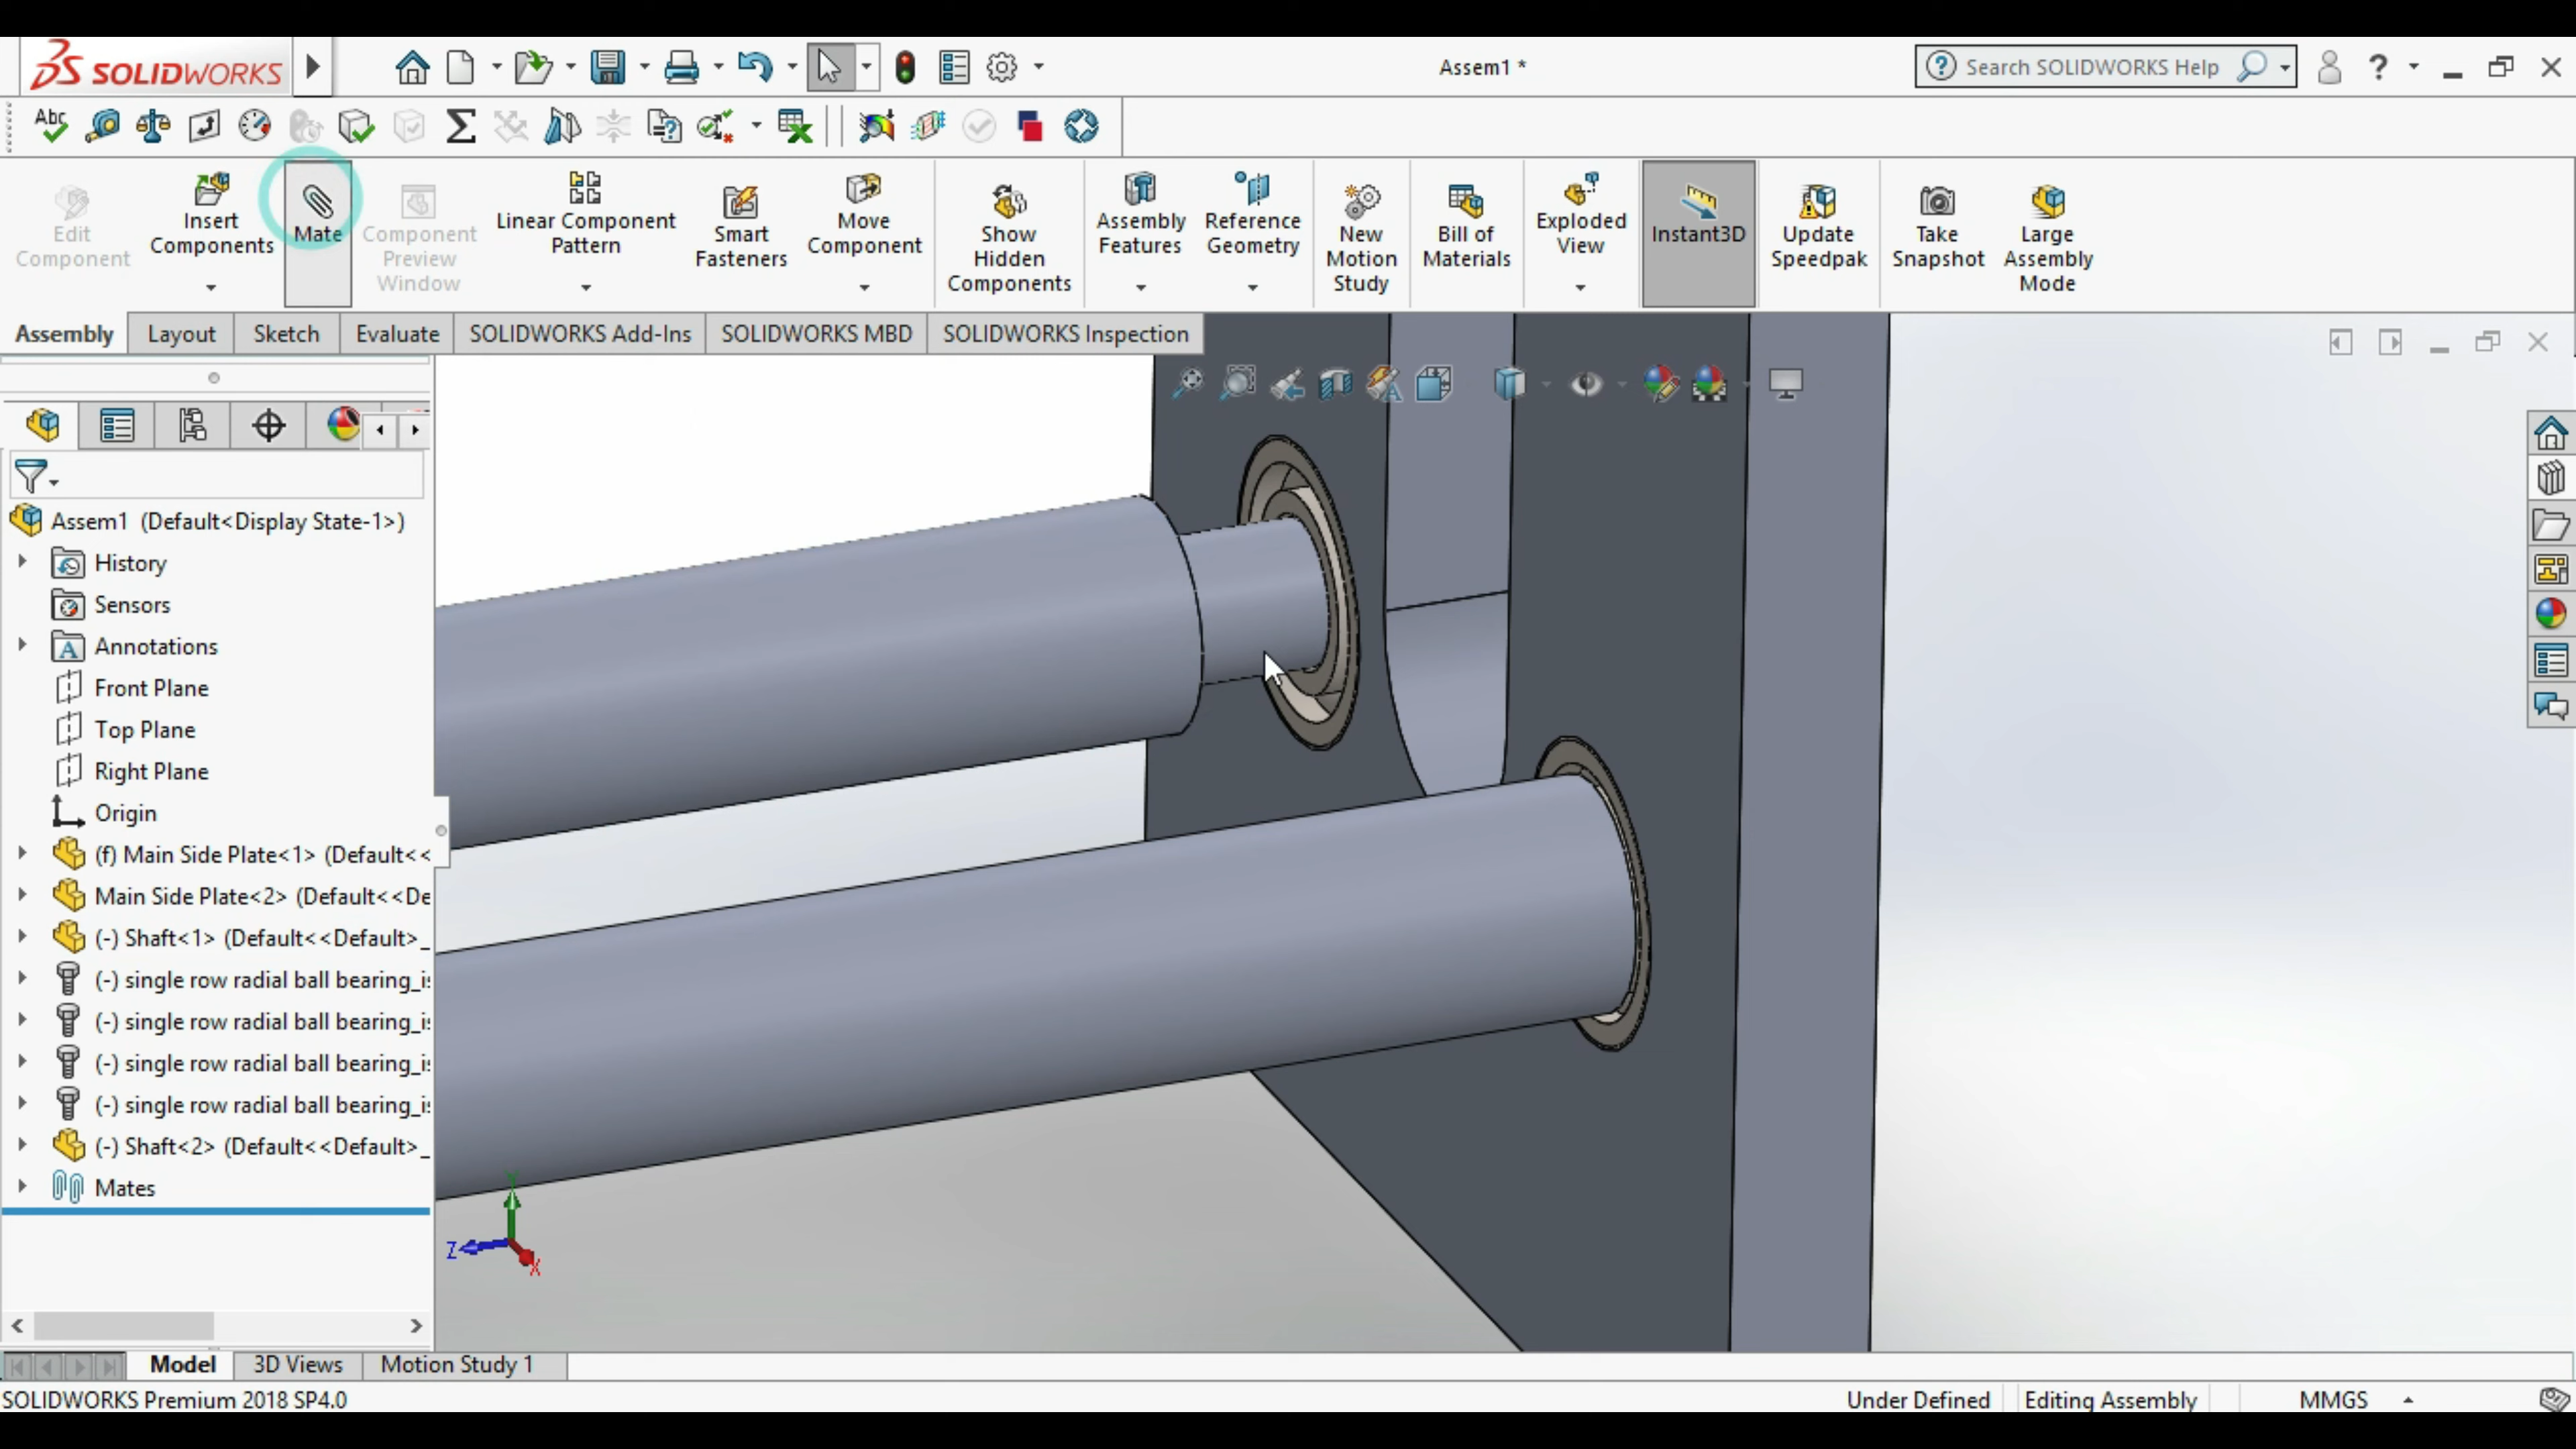 SOLIDWORKS
Assem1 *
Search SOLIDWORKS Help
Abc
Edit Component
Insert Components
Mate
Component Preview Window
Linear Component Pattern
Smart Fasteners
Move Component
Show Hidden Components
Assembly Features
Reference Geometry
New Motion Study
Bill of Materials
Exploded View
Instant3D
Update Speedpak
Take Snapshot
Large Assembly Mode
Assembly
Layout
Sketch
Evaluate
SOLIDWORKS Add-Ins
SOLIDWORKS MBD
SOLIDWORKS Inspection
Assem1 (Default<Display State-1>)
History
Sensors
Annotations
Front Plane
Top Plane
Right Plane
Origin
(f) Main Side Plate<1> (Default<<
Main Side Plate<2> (Default<<De
(-) Shaft<1> (Default<<Default>_
(-) single row radial ball bearing_is
(-) single row radial ball bearing_is
(-) single row radial ball bearing_is
(-) single row radial ball bearing_is
(-) Shaft<2> (Default<<Default>_
Mates
Y
Z
X
Model
3D Views
Motion Study 1
SOLIDWORKS Premium 2018 SP4.0
Under Defined
Editing Assembly
MMGS